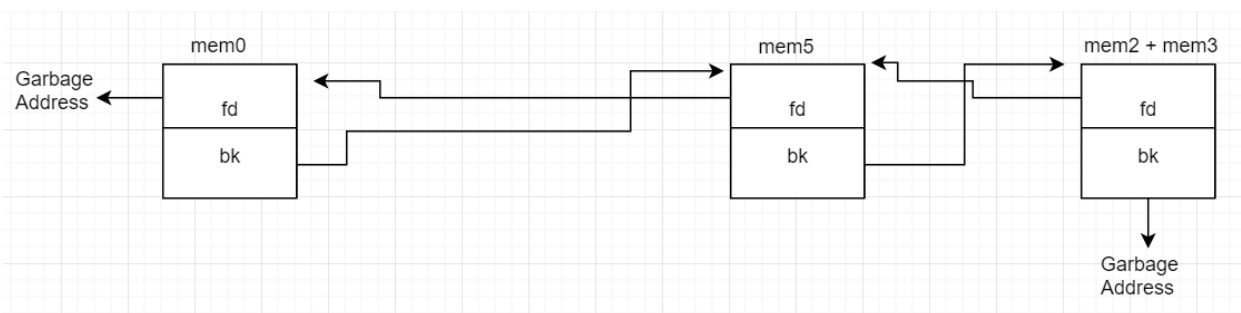 mem0
mem5
mem2 + mem3
Garbage
Address
fd
fd
fd
bk
bk
bk
Garbage
Address